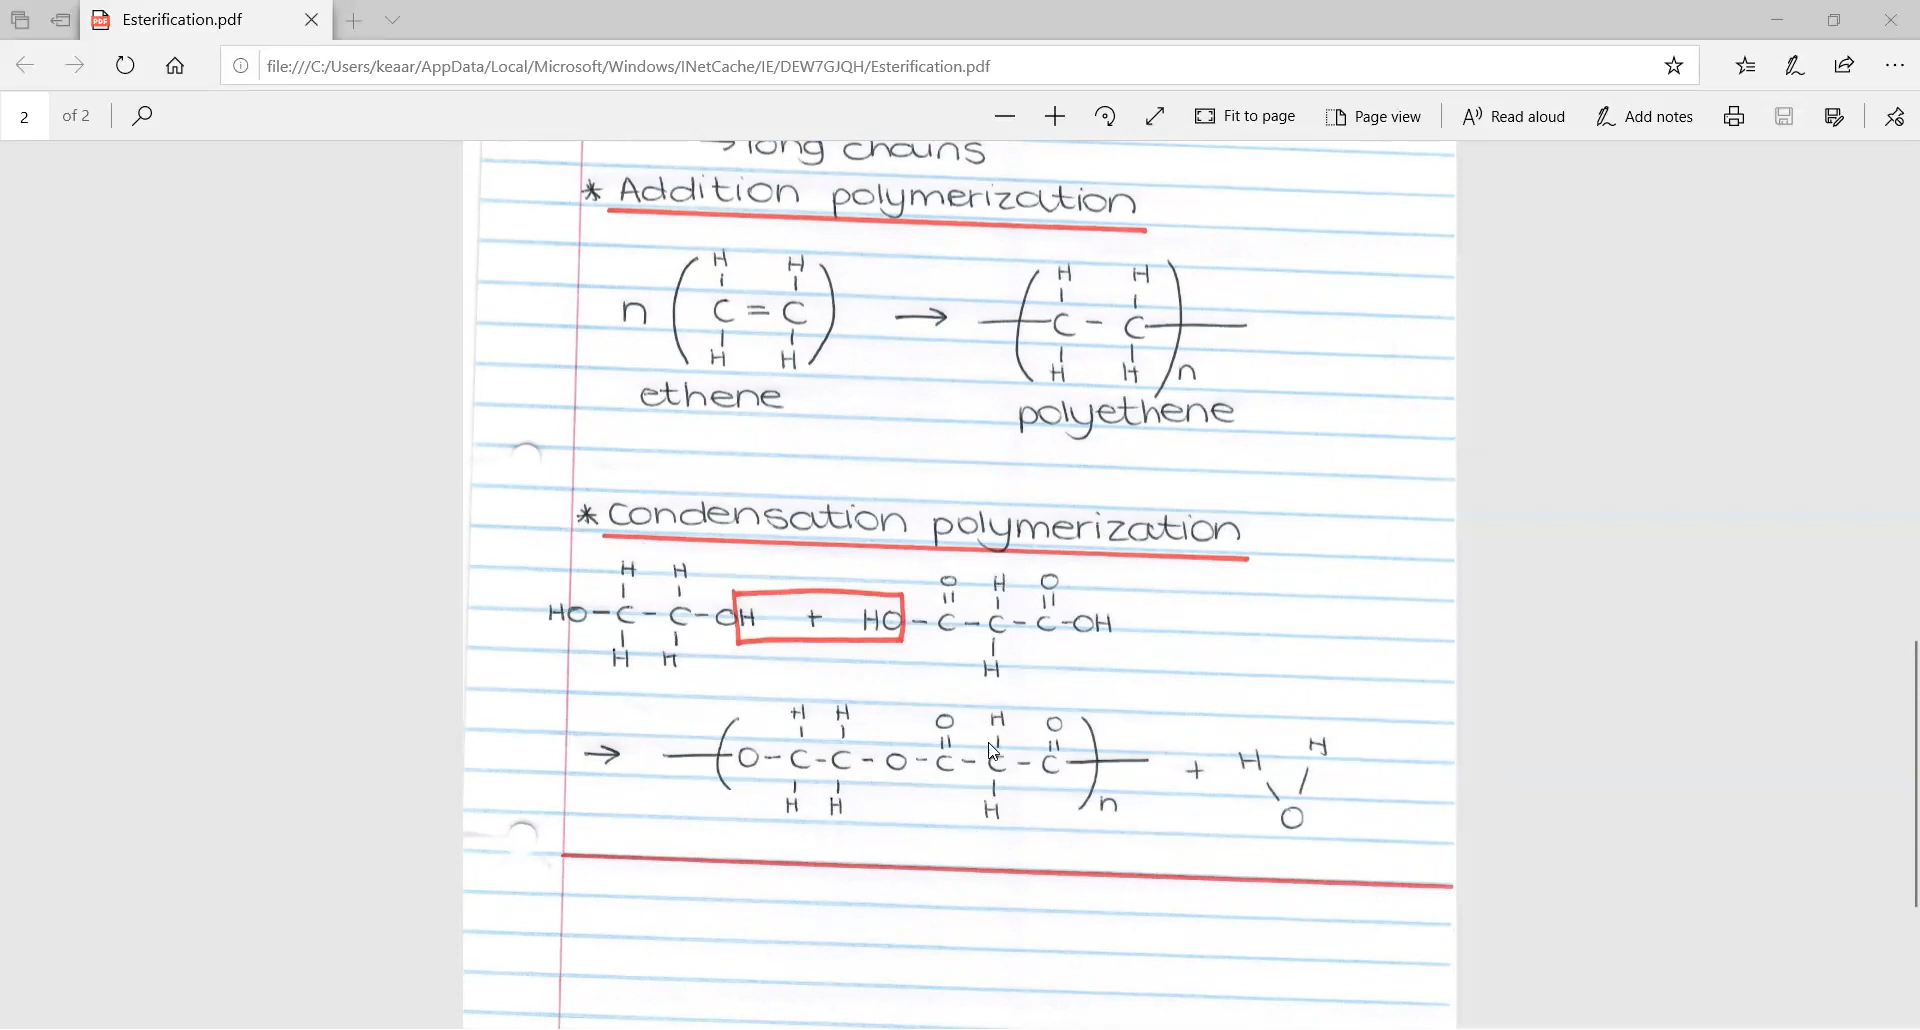 Esterification.pdf
file:///C:/Users/keaar/AppData/Local/Microsoft/Windows/INetCache/IE/DEW7GJQH/Esterification.pdf
2 of 2 Fit to page Page view Read aloud Add notes
→ long chains
* Addition polymerization
H H H H
n ( C = C ) → ( C - C )
H H H H n
ethene
polyethene
* Condensation polymerization
H H O H O
HO - C - C - OH + HO - C - C - C - OH
H H H
H H O H O H
→ ( O - C - C - O - C - C - C ) + H
H H H n O